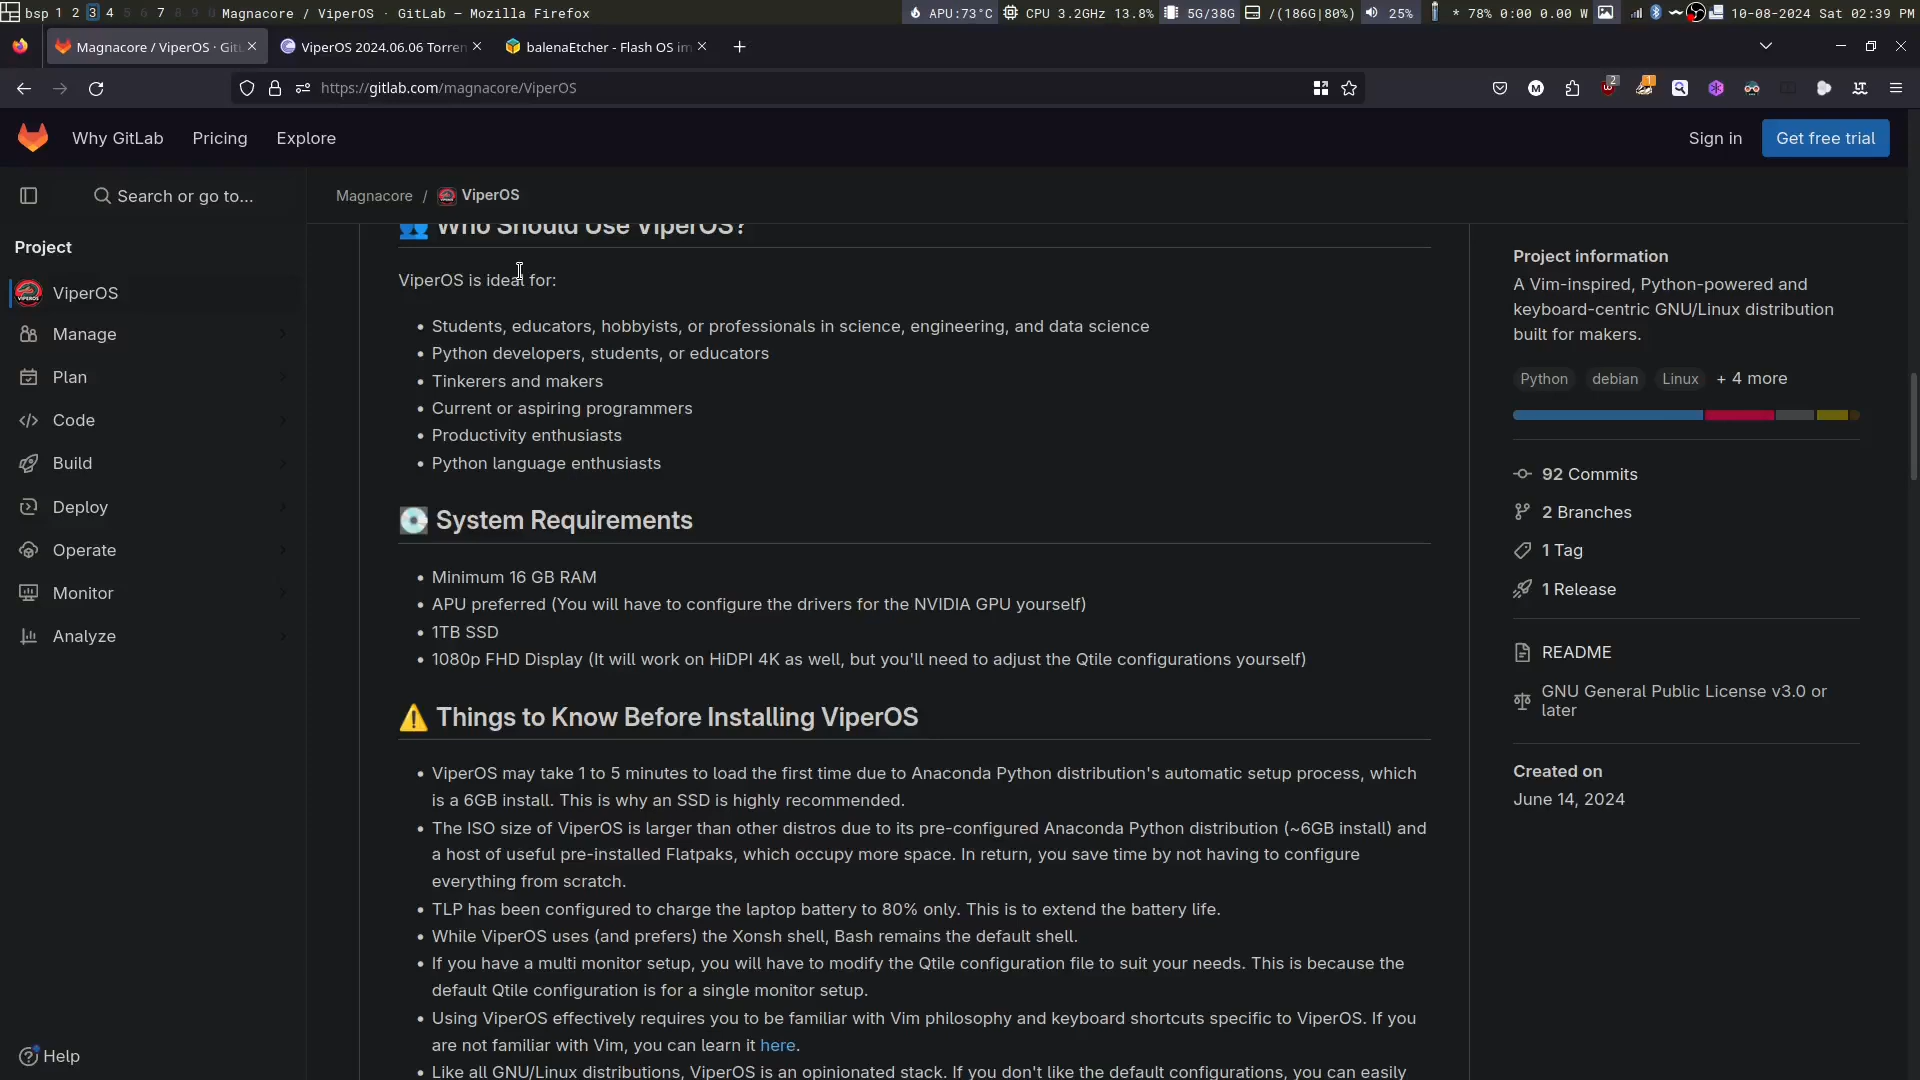 bsp 1 2 3 4 5 6 7 8 9 0 Magnacore / ViperOS · GitLab — Mozilla Firefox
APU:73°C CPU 3.2GHz 13.8% 5G/38G /(186G|80%) 25% * 78% 0:00 0.00 W 10-08-2024 Sat 02:39 PM
Magnacore / ViperOS · Git
ViperOS 2024.06.06 Torren
balenaEtcher - Flash OS im
https://gitlab.com/magnacore/ViperOS
2
M
1
Why GitLab Pricing Explore Sign in Get free trial
Search or go to...
Magnacore / ViperOS
Project
ViperOS
Manage
Plan
Code
Build
Deploy
Operate
Monitor
Analyze
Help
Who Should Use ViperOS?
ViperOS is ideal for:
• Students, educators, hobbyists, or professionals in science, engineering, and data science
• Python developers, students, or educators
• Tinkerers and makers
• Current or aspiring programmers
• Productivity enthusiasts
• Python language enthusiasts
System Requirements
• Minimum 16 GB RAM
• APU preferred (You will have to configure the drivers for the NVIDIA GPU yourself)
• 1TB SSD
• 1080p FHD Display (It will work on HiDPI 4K as well, but you'll need to adjust the Qtile configurations yourself)
Things to Know Before Installing ViperOS
• ViperOS may take 1 to 5 minutes to load the first time due to Anaconda Python distribution's automatic setup process, which
is a 6GB install. This is why an SSD is highly recommended.
• The ISO size of ViperOS is larger than other distros due to its pre-configured Anaconda Python distribution (~6GB install) and
a host of useful pre-installed Flatpaks, which occupy more space. In return, you save time by not having to configure
everything from scratch.
• TLP has been configured to charge the laptop battery to 80% only. This is to extend the battery life.
• While ViperOS uses (and prefers) the Xonsh shell, Bash remains the default shell.
• If you have a multi monitor setup, you will have to modify the Qtile configuration file to suit your needs. This is because the
default Qtile configuration is for a single monitor setup.
• Using ViperOS effectively requires you to be familiar with Vim philosophy and keyboard shortcuts specific to ViperOS. If you
are not familiar with Vim, you can learn it here.
• Like all GNU/Linux distributions, ViperOS is an opinionated stack. If you don't like the default configurations, you can easily
Project information
A Vim-inspired, Python-powered and
keyboard-centric GNU/Linux distribution
built for makers.
Python debian Linux + 4 more
92 Commits
2 Branches
1 Tag
1 Release
README
GNU General Public License v3.0 or
later
Created on
June 14, 2024